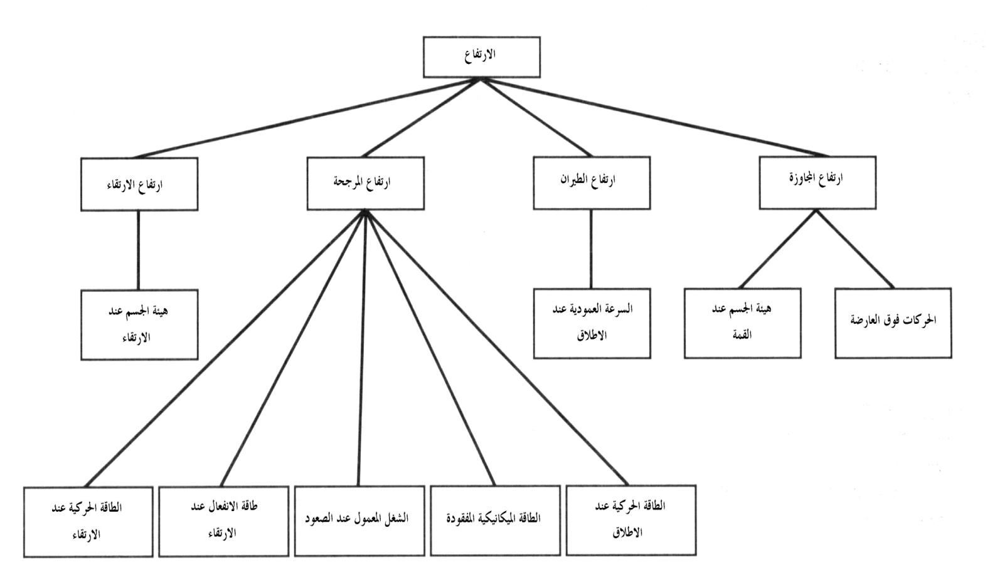 الارتفاع
ارتفاع المجاوزة
ارتفاع الطيران
ارتفاع المرجحة
ارتفاع الارتقاء
الحركات فوق العارضة
هيئة الجسم عند
القمة
السرعة العمودية عند
الاطلاق
هيئة الجسم عند
الارتقاء
الطاقة الحركية عند
الاطلاق
الطاقة الميكانيكية المفقودة
الشغل المعمول عند الصعود
طاقة الانفعال عند
الارتقاء
الطاقة الحركية عند
الارتقاء